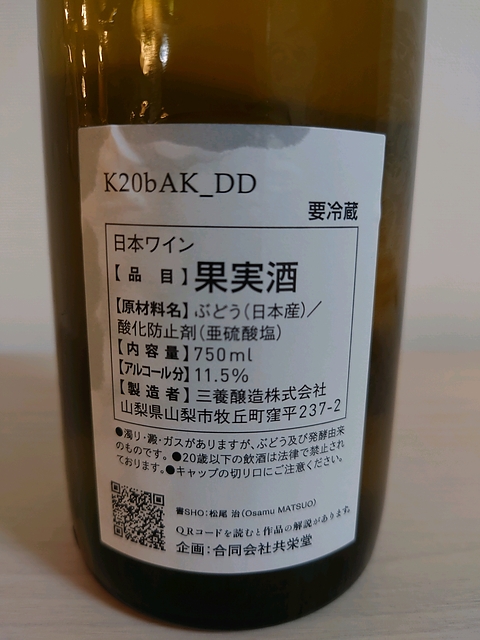 K20bAK_DD
要冷蔵
日本ワイン
【品 目】果実酒
【原材料名】ぶどう(日本産)/
酸化防止剤(亜硫酸塩)
【内容量】750ml
【アルコール分】11.5%
【製造者】三養醸造株式会社
山梨県山梨市牧丘町窪平237-2
●濁り・澱・ガスがありますが、ぶどう及び発酵由来
のものです。●20歳以下の飲酒は法律で禁止され
ております。●キャップの切り口にご注意ください。
書SHO:松尾 治(Osamu MATSUO)
QRコードを読むと作品の解説があります。
企画:合同会社共栄堂